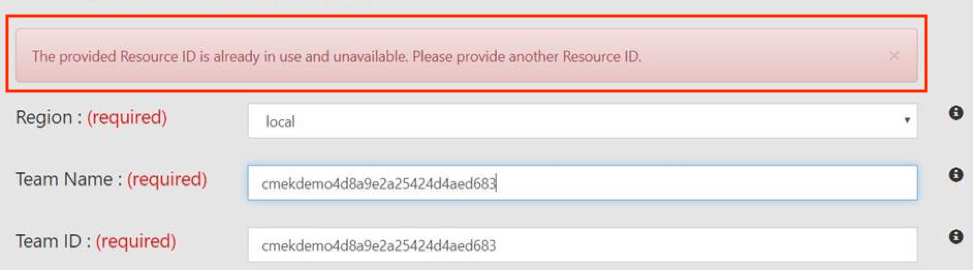 The provided Resource ID is already in use and unavailable. Please provide another Resource ID. ×
Region : (required)
local
Team Name : (required)
cmekdemo4d8a9e2a25424d4aed683
Team ID : (required)
cmekdemo4d8a9e2a25424d4aed683